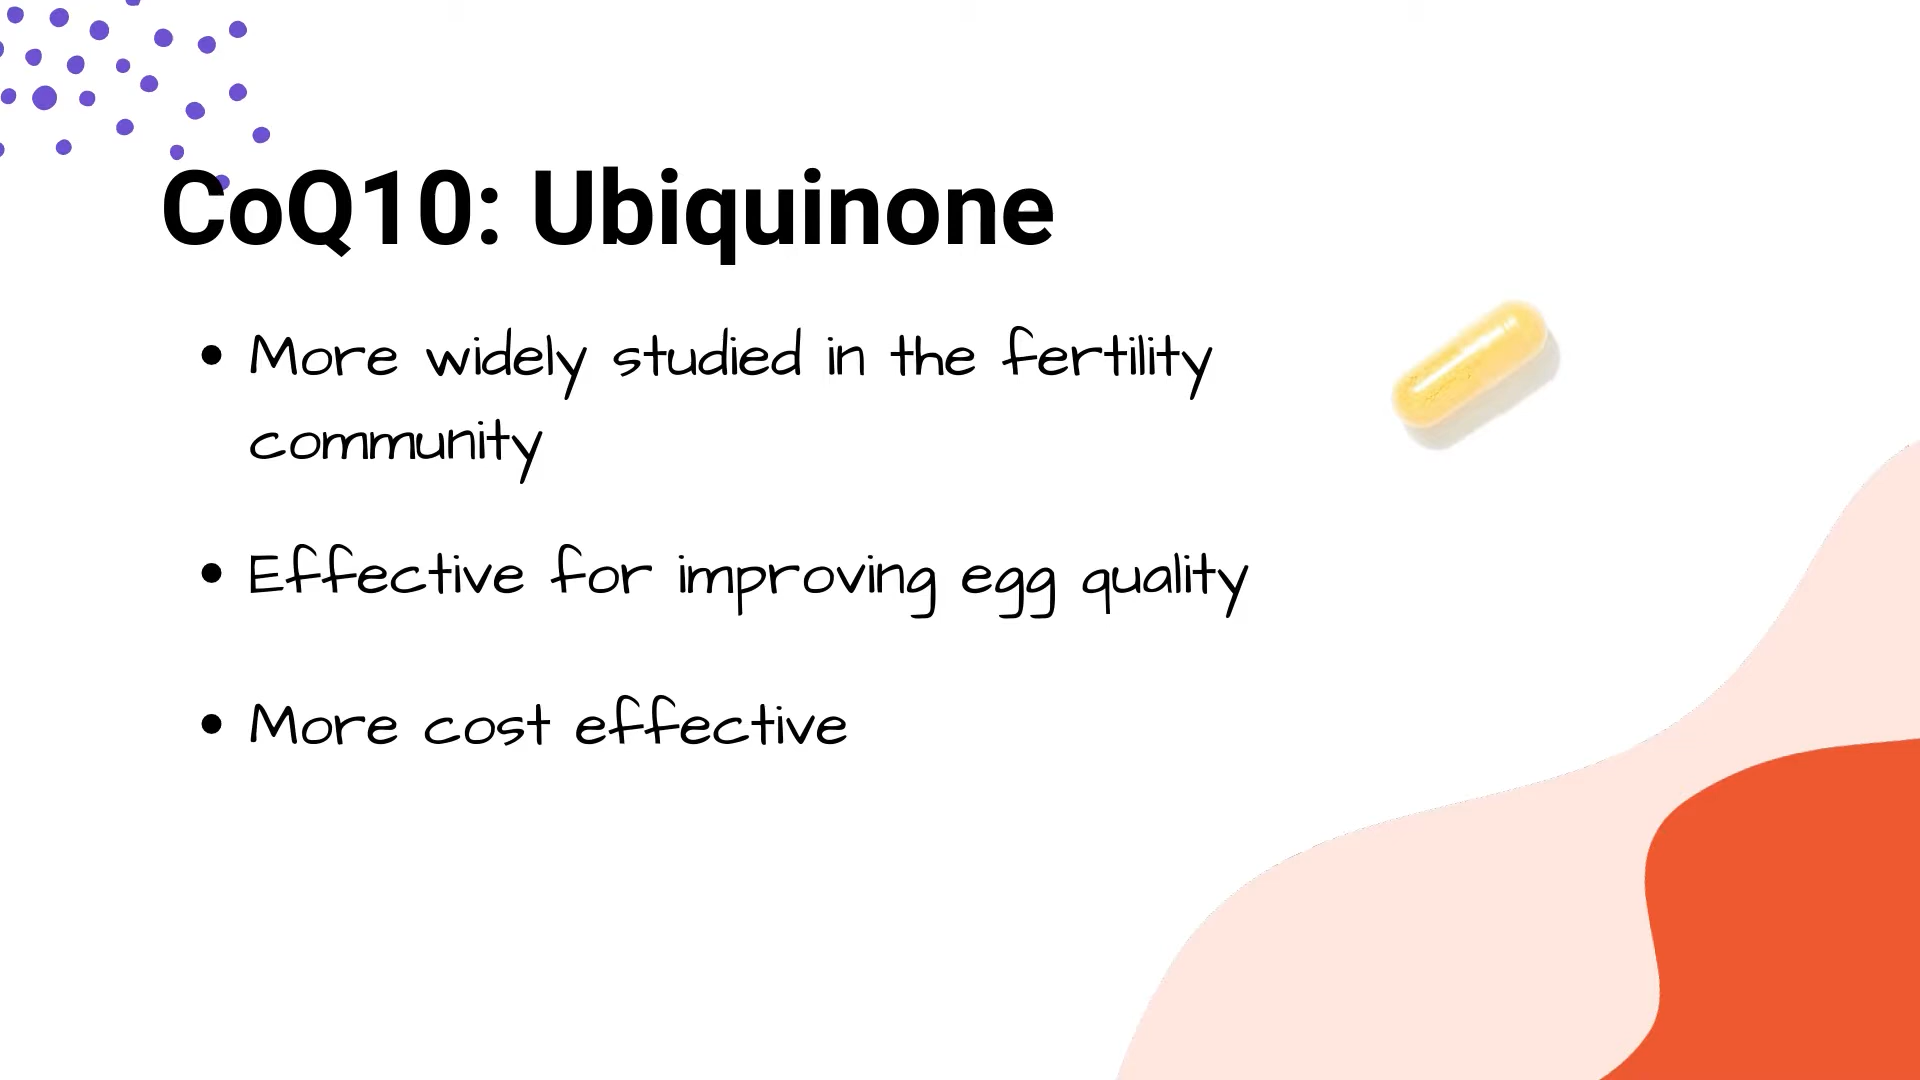 CoQ10: Ubiquinone
• More widely studied in the fertility
community
• Effective for improving egg quality
• More cost effective